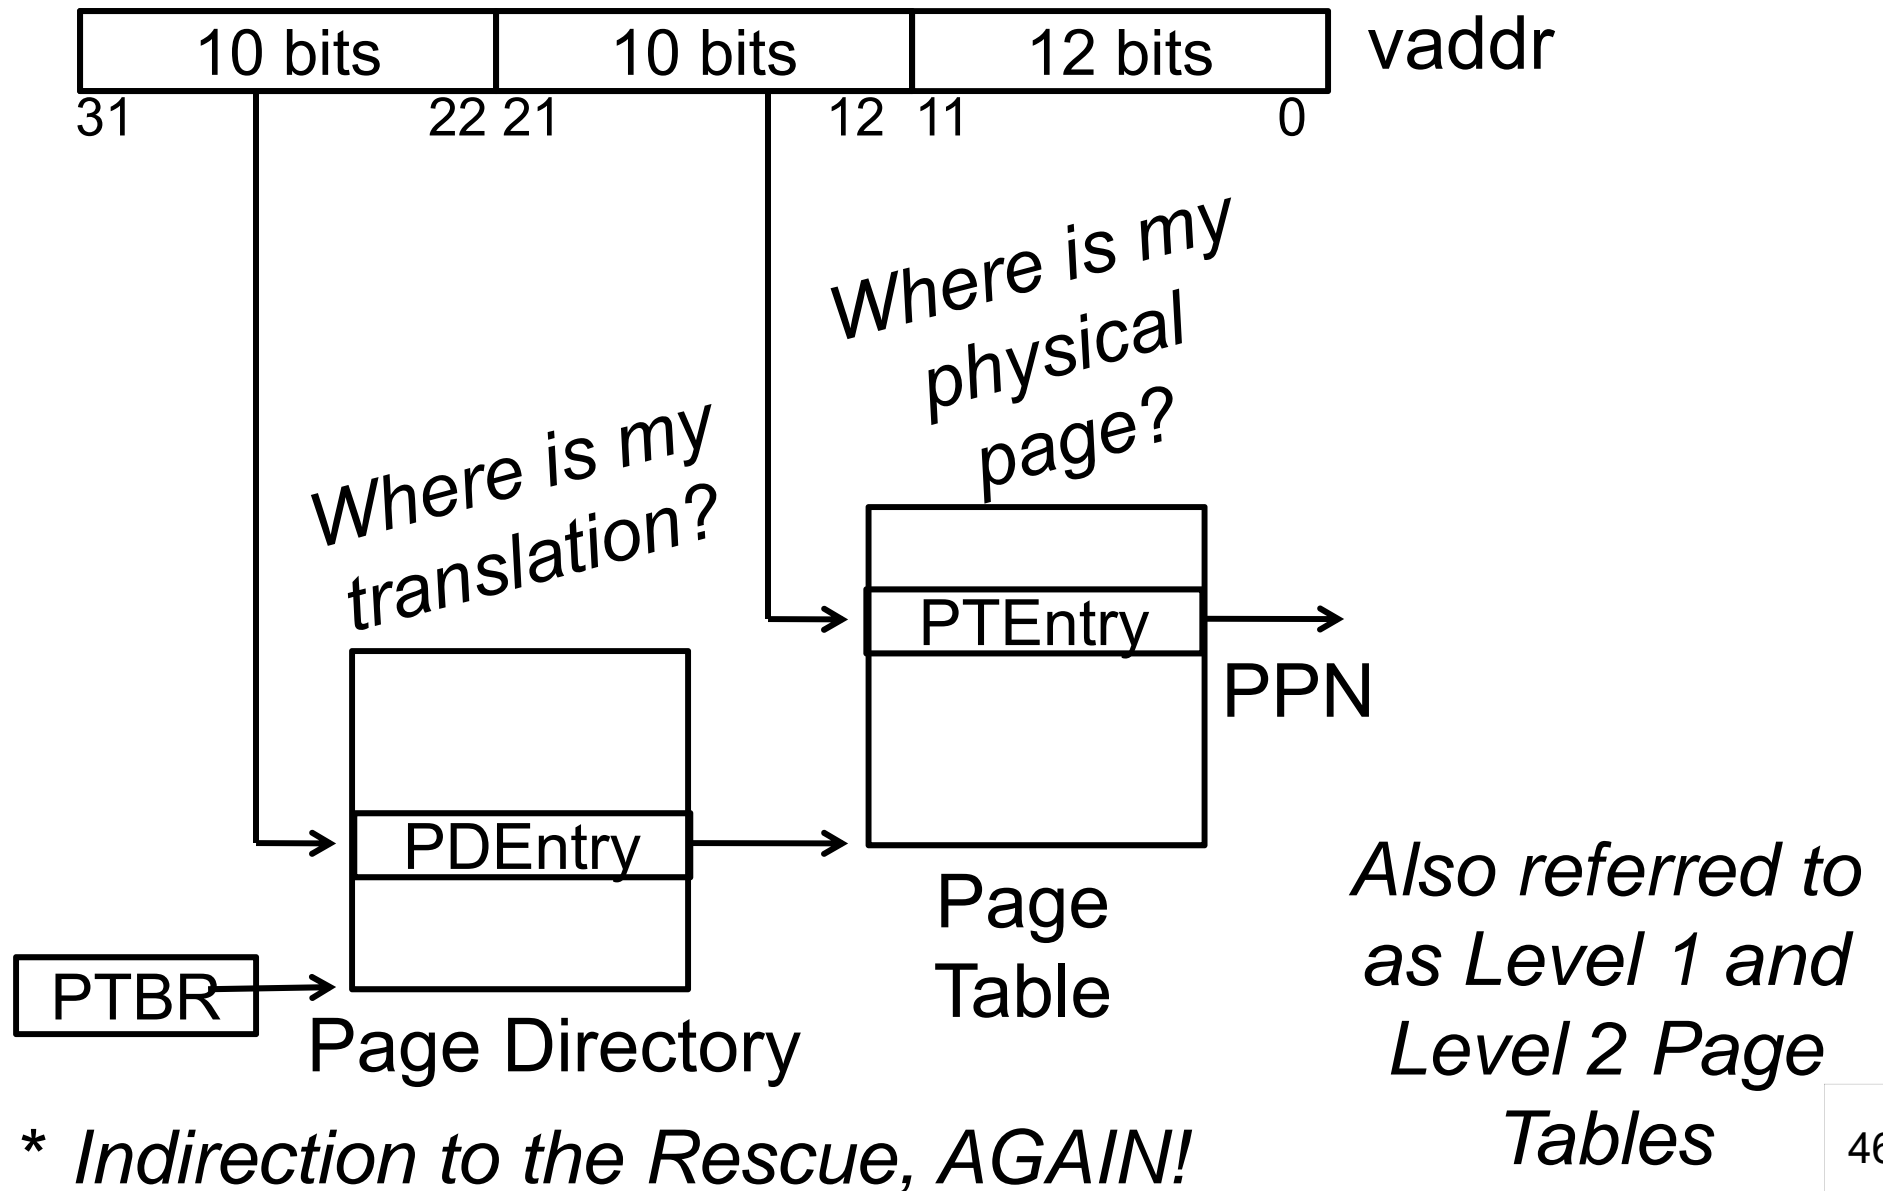 10 bits 10 bits 12 bits vaddr
31 22 21 12 11 0
Where is my
physical
page?
Where is my
translation?
PTEntry
PPN
PDEntry
Page
Table
PTBR
Page Directory
Also referred to
as Level 1 and
Level 2 Page
Tables
* Indirection to the Rescue, AGAIN!
46